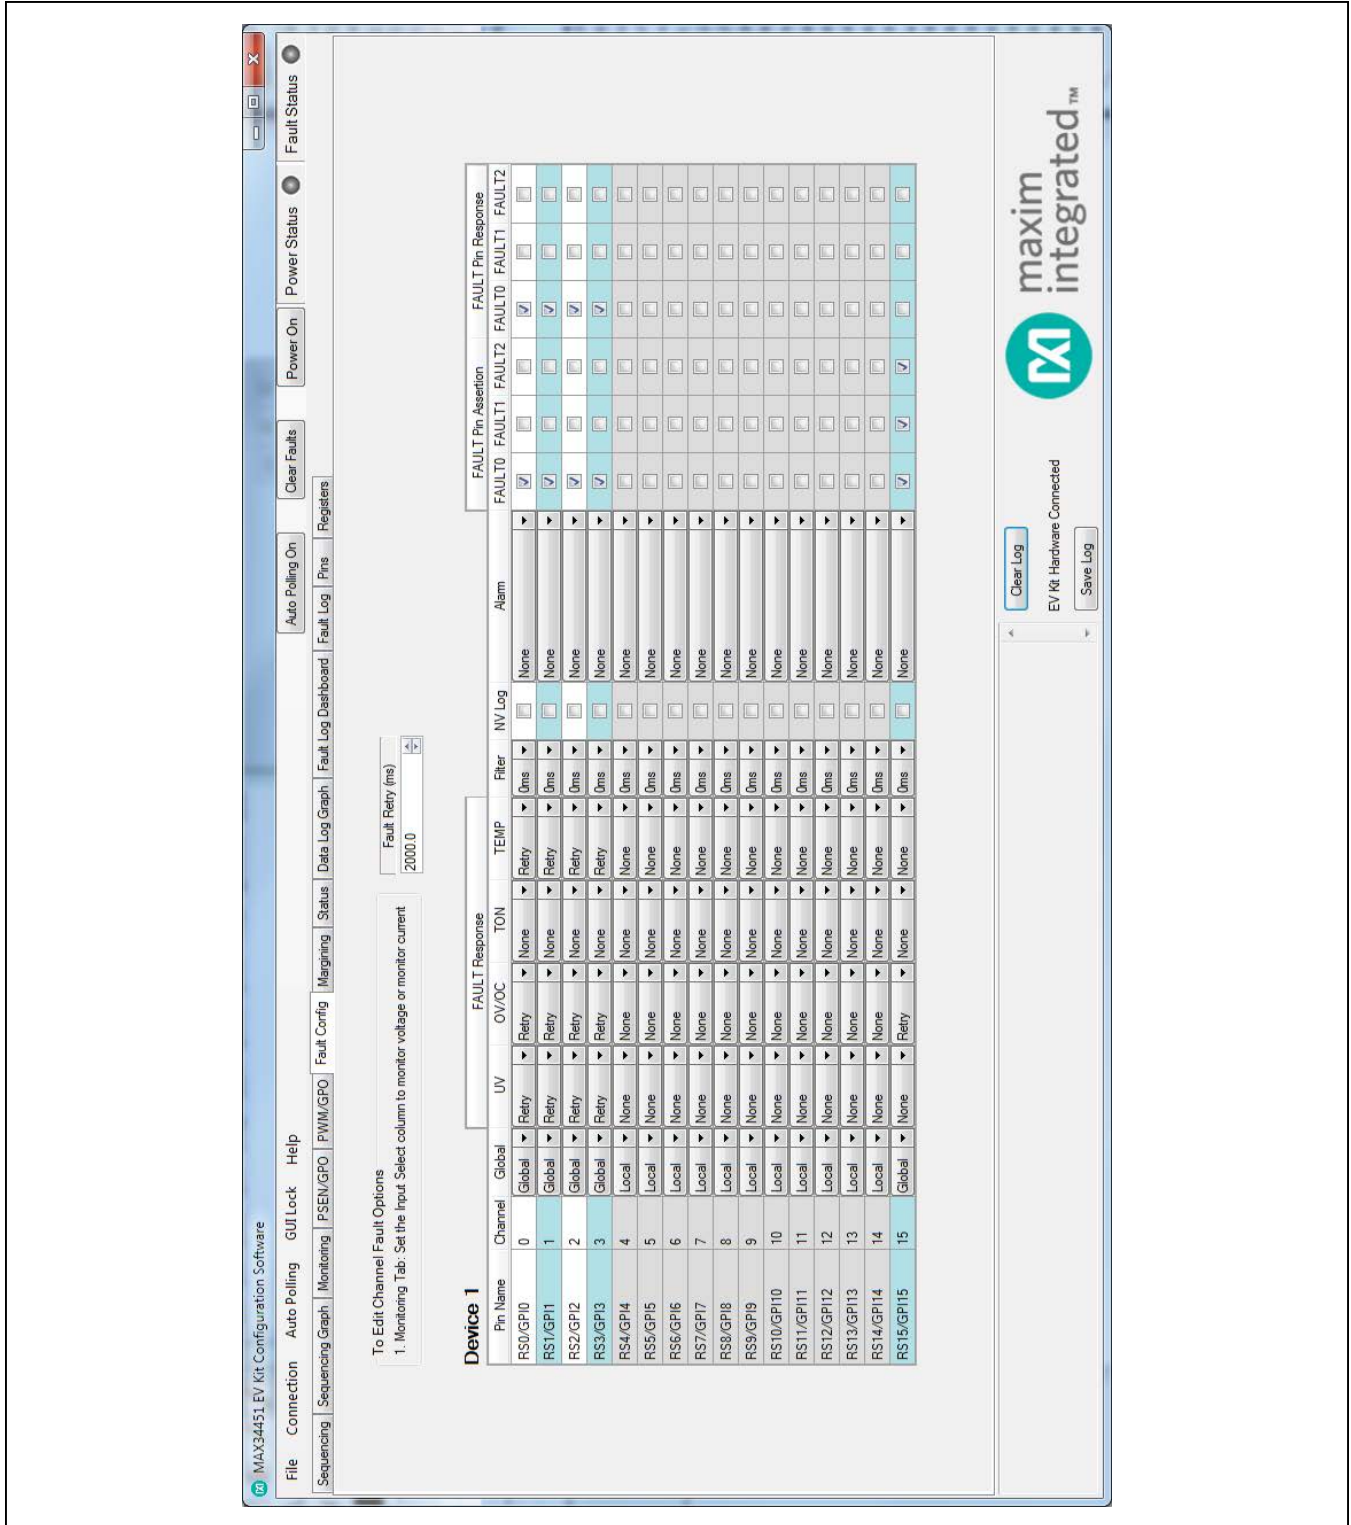 MAX34451 EV Kit Configuration Software
File Connection Auto Polling GUI Lock Help Auto Polling On Clear Faults Power On Power Status Fault Status
Sequencing Sequencing Graph Monitoring PSEN/GPO PWM/GPO Fault Config Margining Status Data Log Graph Fault Log Dashboard Fault Log Pins Registers
To Edit Channel Fault Options
1. Monitoring Tab: Set the Input Select column to monitor voltage or monitor current
Fault Retry (ms)
2000.0
Device 1
FAULT Response FAULT Pin Assertion FAULT Pin Response
Pin Name Channel Global UV OV/OC TON TEMP Filter NV Log Alarm FAULT0 FAULT1 FAULT2 FAULT0 FAULT1 FAULT2
RS0/GPI0 0 Global Retry Retry None Retry 0ms None
RS1/GPI1 1 Global Retry Retry None Retry 0ms None
RS2/GPI2 2 Global Retry Retry None Retry 0ms None
RS3/GPI3 3 Global Retry Retry None Retry 0ms None
RS4/GPI4 4 Local None None None None 0ms None
RS5/GPI5 5 Local None None None None 0ms None
RS6/GPI6 6 Local None None None None 0ms None
RS7/GPI7 7 Local None None None None 0ms None
RS8/GPI8 8 Local None None None None 0ms None
RS9/GPI9 9 Local None None None None 0ms None
RS10/GPI10 10 Local None None None None 0ms None
RS11/GPI11 11 Local None None None None 0ms None
RS12/GPI12 12 Local None None None None 0ms None
RS13/GPI13 13 Local None None None None 0ms None
RS14/GPI14 14 Local None None None None 0ms None
RS15/GPI15 15 Global None Retry None None 0ms None
Clear Log
EV Kit Hardware Connected
Save Log
maxim
integrated™